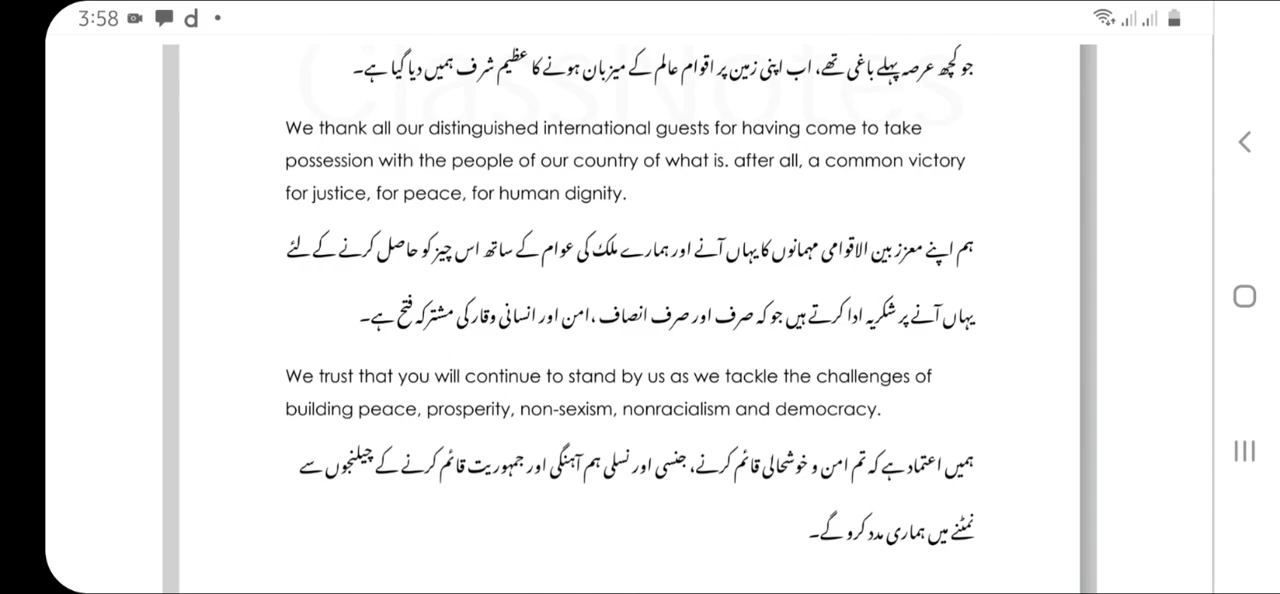 3:58
ClassNotes
جو کچھ عرصہ پہلے باغی تھے، اب اپنی زمین پر اقوام عالم کے میزبان ہونے کا عظیم شرف ہمیں دیا گیا ہے۔
We thank all our distinguished international guests for having come to take
possession with the people of our country of what is. after all, a common victory
for justice, for peace, for human dignity.
ہم اپنے معزز بین الاقوامی مہمانوں کا یہاں آنے اور ہمارے ملک کی عوام کے ساتھ اس چیز کو حاصل کرنے کے لئے
یہاں آنے پر شکریہ ادا کرتے ہیں جو کہ صرف اور صرف انصاف ،امن اور انسانی وقار کی مشترکہ فتح ہے۔
We trust that you will continue to stand by us as we tackle the challenges of
building peace, prosperity, non-sexism, nonracialism and democracy.
ہمیں اعتماد ہے کہ تم امن و خوشحالی قائم کرنے، جنسی اور نسلی ہم آہنگی اور جمہوریت قائم کرنے کے چیلنجوں سے
نمٹنے میں ہماری مدد کرو گے۔